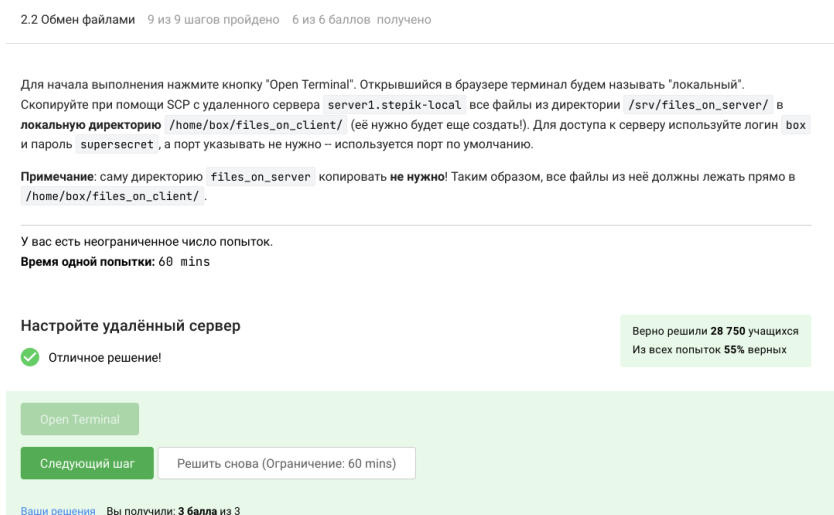 2.2 Обмен файлами 9 из 9 шагов пройдено 6 из 6 баллов получено
Для начала выполнения нажмите кнопку "Open Terminal". Открывшийся в браузере терминал будем называть "локальный".
Скопируйте при помощи SCP с удаленного сервера server1.stepik-local все файлы из директории /srv/files_on_server/ в
локальную директорию /home/box/files_on_client/ (её нужно будет еще создать!). Для доступа к серверу используйте логин box
и пароль supersecret, а порт указывать не нужно -- используется порт по умолчанию.
Примечание: саму директорию files_on_server копировать не нужно! Таким образом, все файлы из неё должны лежать прямо в
/home/box/files_on_client/.
У вас есть неограниченное число попыток.
Время одной попытки: 60 mins
Настройте удалённый сервер
Верно решили 28 750 учащихся
Из всех попыток 55% верных
Отличное решение!
Open Terminal
Следующий шаг Решить снова (Ограничение: 60 mins)
Ваши решения Вы получили: 3 балла из 3